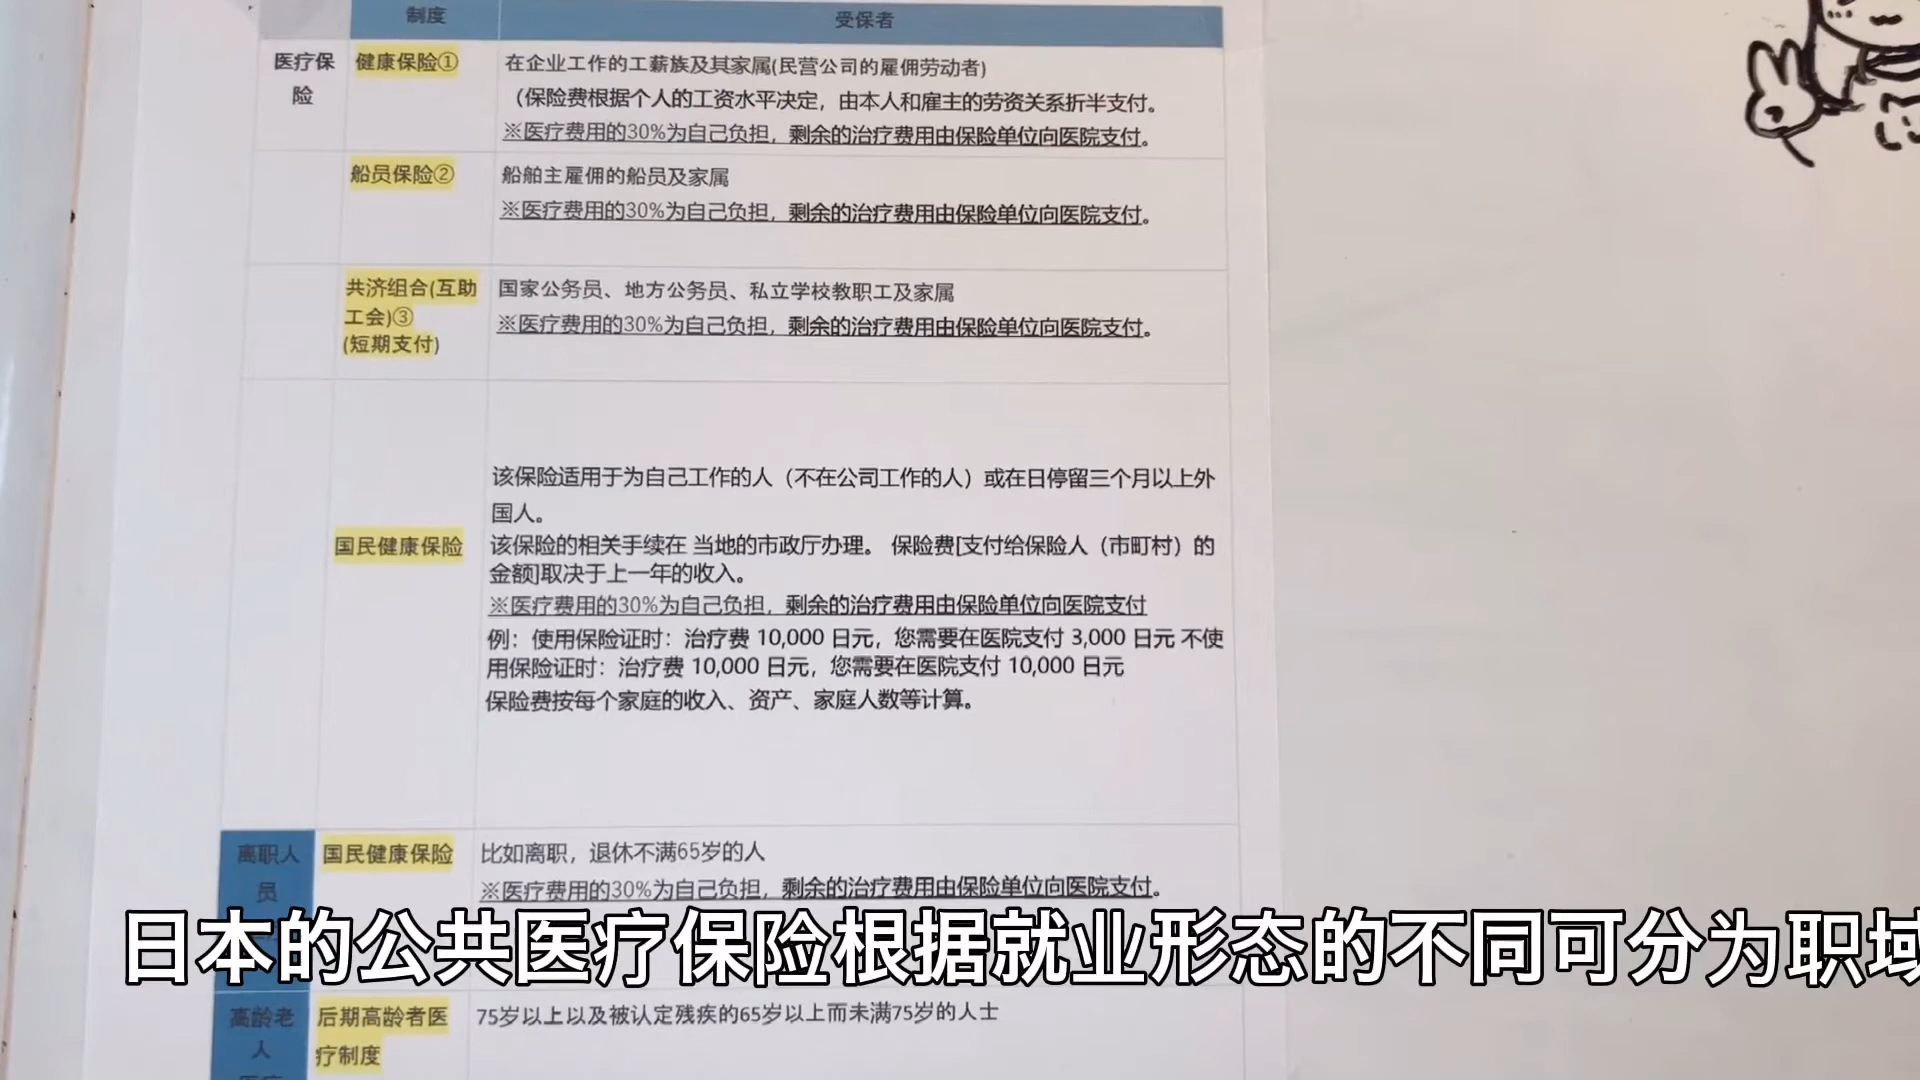 制度
受保者
医疗保
险
健康保险①
在企业工作的工薪族及其家属(民营公司的雇佣劳动者)
（保险费根据个人的工资水平决定，由本人和雇主的劳资关系折半支付。
※医疗费用的30%为自己负担，剩余的治疗费用由保险单位向医院支付。
船员保险②
船舶主雇佣的船员及家属
※医疗费用的30%为自己负担，剩余的治疗费用由保险单位向医院支付。
共济组合(互助
工会)③
(短期支付)
国家公务员、地方公务员、私立学校教职工及家属
※医疗费用的30%为自己负担，剩余的治疗费用由保险单位向医院支付。
国民健康保险
该保险适用于为自己工作的人（不在公司工作的人）或在日停留三个月以上外
国人。
该保险的相关手续在 当地的市政厅办理。 保险费[支付给保险人（市町村）的
金额]取决于上一年的收入。
※医疗费用的30%为自己负担，剩余的治疗费用由保险单位向医院支付
例：使用保险证时：治疗费 10,000 日元，您需要在医院支付 3,000 日元 不使
用保险证时：治疗费 10,000 日元，您需要在医院支付 10,000 日元
保险费按每个家庭的收入、资产、家庭人数等计算。
离职人
员
国民健康保险
比如离职，退休不满65岁的人
※医疗费用的30%为自己负担，剩余的治疗费用由保险单位向医院支付。
日本的公共医疗保险根据就业形态的不同可分为职域
高龄老
人
后期高龄者医
疗制度
75岁以上以及被认定残疾的65岁以上而未满75岁的人士